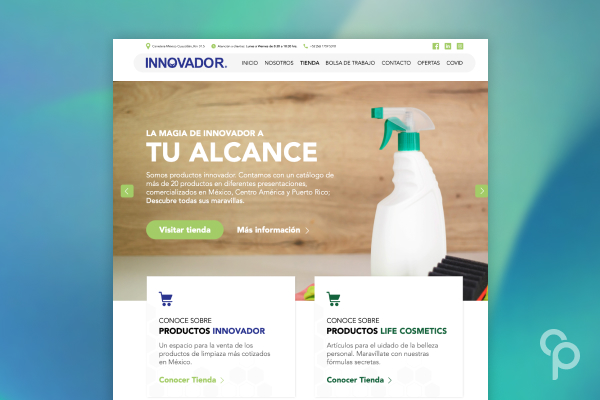 Carretera México-Cuautitlán, Km 31.5
Atención a clientes: Lunes a Viernes de 8:30 a 18:30 hrs.
INNOVADOR.
INICIO NOSOTROS TIENDA BOLSA DE TRABAJO CONTACTO OFERTAS COVID
LA MAGIA DE INNOVADOR A
TU ALCANCE
Somos productos innovador. Contamos con un catálogo de
más de 20 productos en diferentes presentaciones,
comercializados en México, Centro América y Puerto Rico;
Descubre todas sus maravillas.
Visitar tienda Más información
CONOCE SOBRE
PRODUCTOS INNOVADOR
Un espacio para la venta de los
productos de limpiaza más cotizados
en México.
Conocer Tienda
CONOCE SOBRE
PRODUCTOS LIFE COSMETICS
Artículos para el uidado de la belleza
personal. Maravíllate con nuestras
fórmulas secretas.
Conocer Tienda